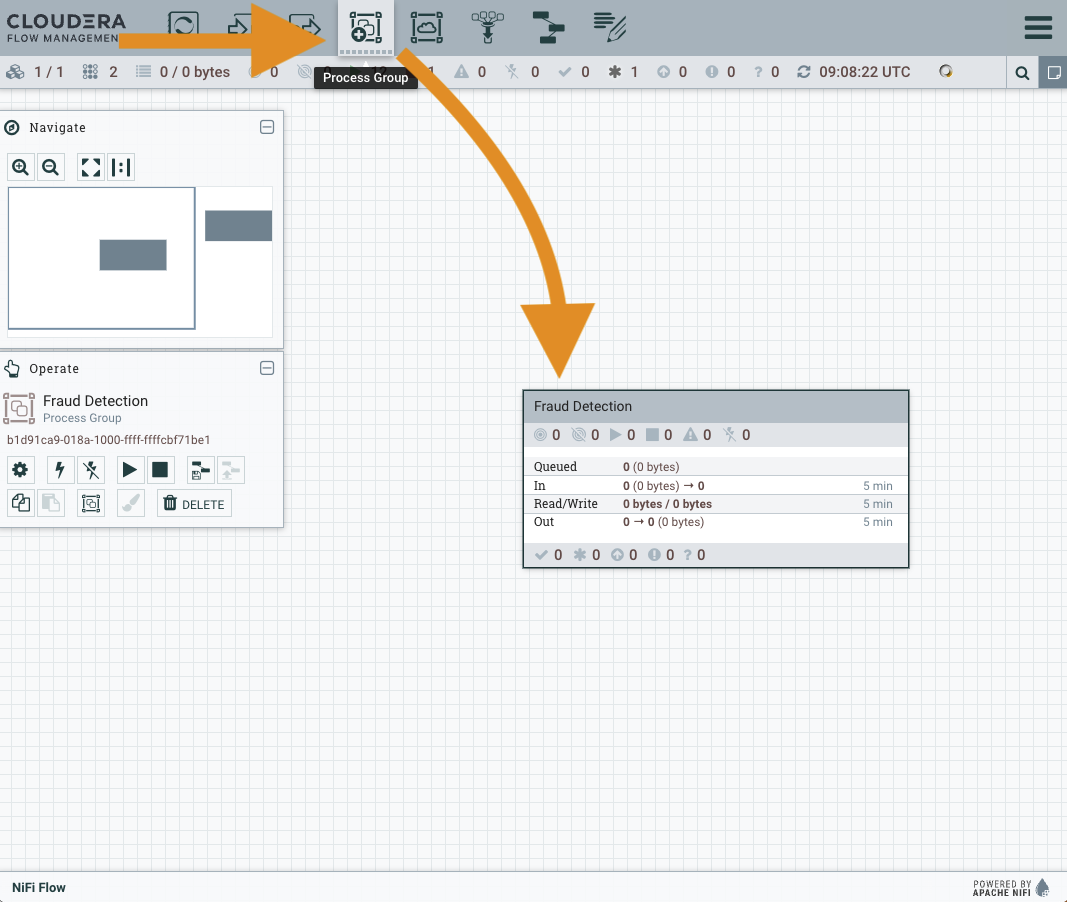 CLOUDERA
FLOW MANAGEMENT
1 / 1 2 0 / 0 bytes 0 0 12 1 0 0 0 1 0 0 ? 0 09:08:22 UTC
Process Group
Navigate
Operate
Fraud Detection
Process Group
b1d91ca9-018a-1000-ffff-ffffcbf71be1
DELETE
Fraud Detection
0 0 0 0 0 0
Queued 0 (0 bytes)
In 0 (0 bytes) → 0 5 min
Read/Write 0 bytes / 0 bytes 5 min
Out 0 → 0 (0 bytes) 5 min
0 0 0 0 ? 0
NiFi Flow
POWERED BY
APACHE NIFI